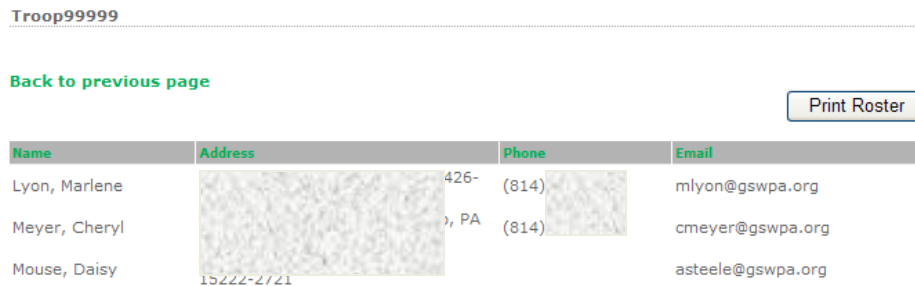 Troop99999
Back to previous page
Print Roster
Name Address Phone Email
Lyon, Marlene 426- (814) mlyon@gswpa.org
Meyer, Cheryl , PA (814) cmeyer@gswpa.org
Mouse, Daisy asteele@gswpa.org
15222-2721